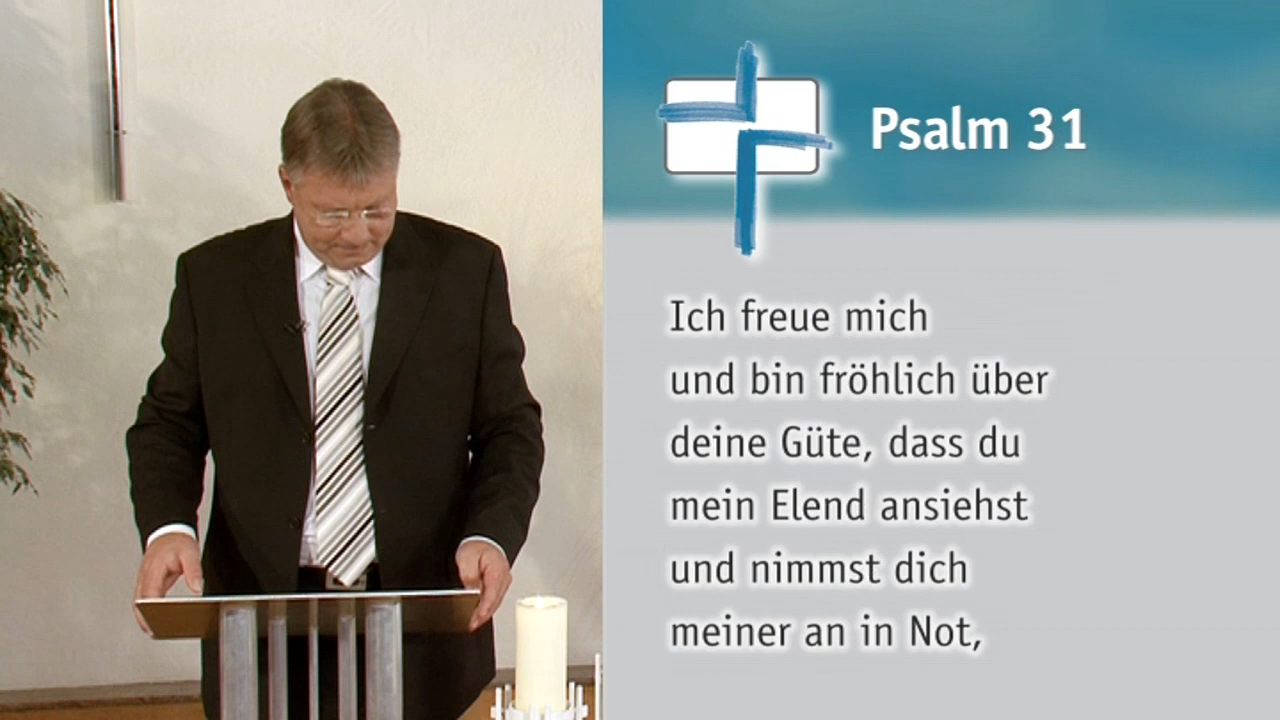 Psalm 31
Ich freue mich
und bin fröhlich über
deine Güte, dass du
mein Elend ansiehst
und nimmst dich
meiner an in Not,